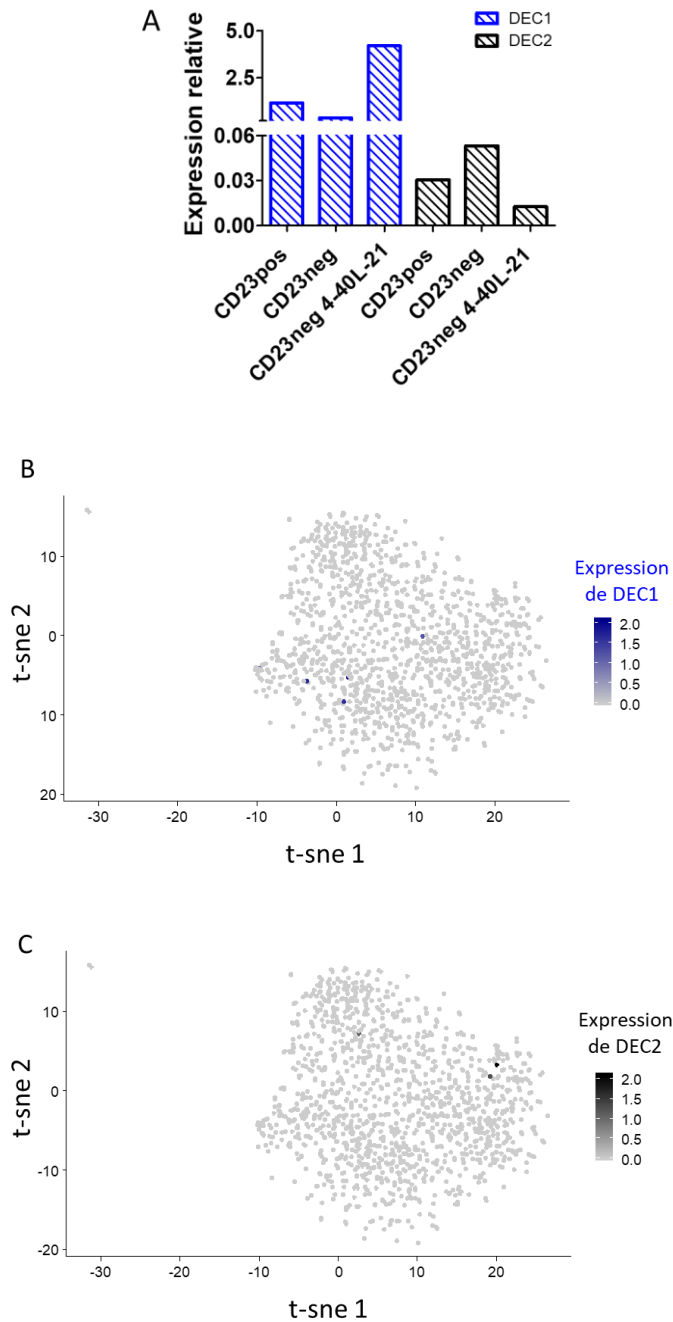 A
DEC1
DEC2
Expression relative
5.0
2.5
0.06
0.03
0.00
CD23pos
CD23neg
CD23neg 4-40L-21
CD23pos
CD23neg
CD23neg 4-40L-21
B
t-sne 2
10
0
10
20
-30
-20
-10
0
10
20
t-sne 1
Expression
de DEC1
2.0
1.5
1.0
0.5
0.0
C
t-sne 2
10
0
-10
-20
-30
-20
-10
0
10
20
t-sne 1
Expression
de DEC2
2.0
1.5
1.0
0.5
0.0